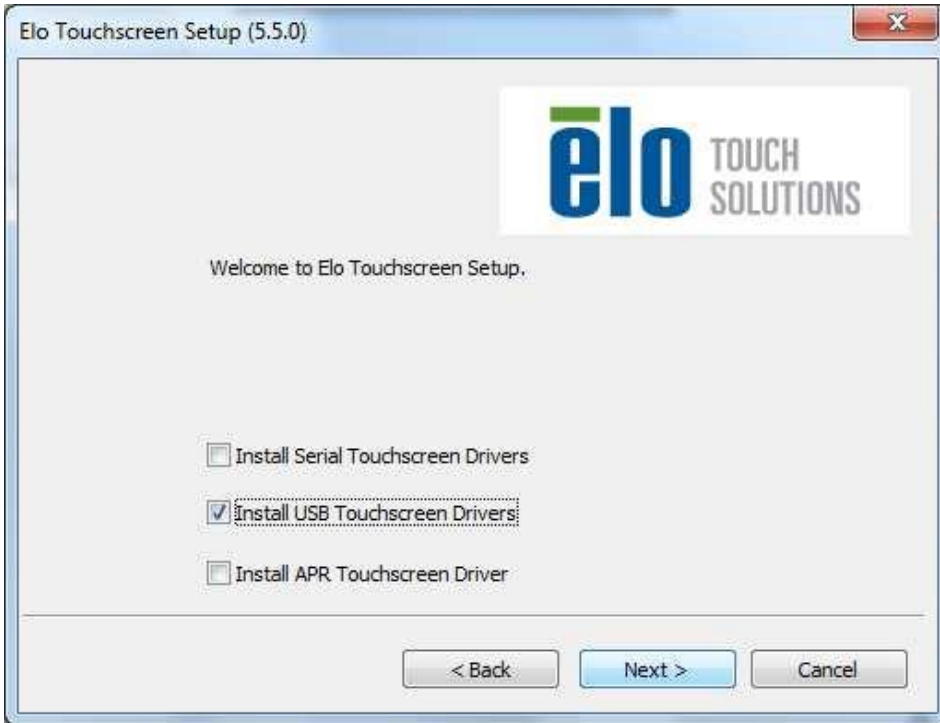 Elo Touchscreen Setup (5.5.0)
elo TOUCH
SOLUTIONS
Welcome to Elo Touchscreen Setup.
Install Serial Touchscreen Drivers
Install USB Touchscreen Drivers
Install APR Touchscreen Driver
< Back Next > Cancel